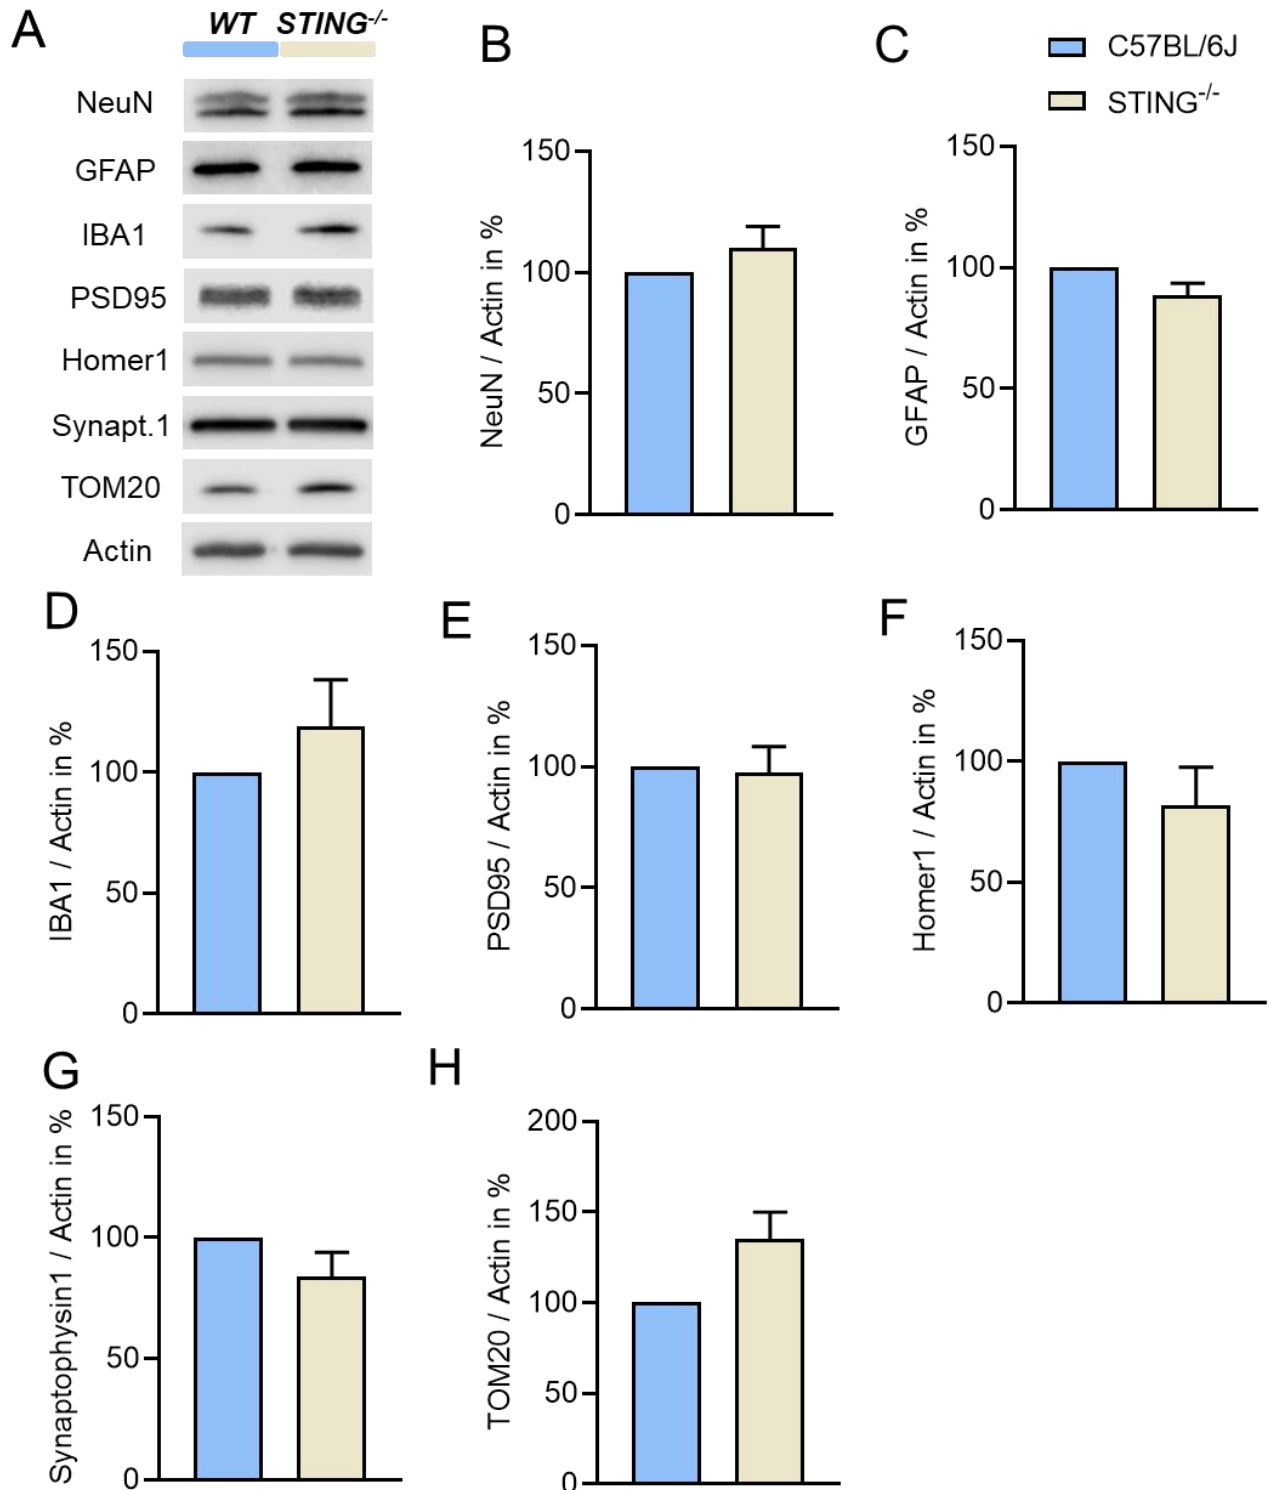 A
WT STING-/-
NeuN
GFAP
IBA1
PSD95
Homer1
Synapt.1
TOM20
Actin
B
150
100
50
0
NeuN / Actin in %
C
C57BL/6J
STING-/-
150
100
50
0
GFAP / Actin in %
D
150
100
50
0
IBA1 / Actin in %
E
150
100
50
0
PSD95 / Actin in %
F
150
100
50
0
Homer1 / Actin in %
G
150
100
50
0
Synaptophysin1 / Actin in %
H
200
150
100
50
0
TOM20 / Actin in %